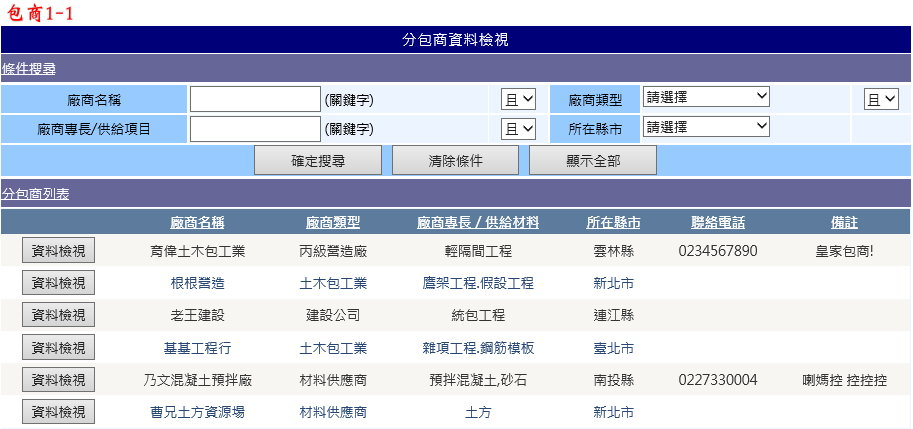 包商1-1
分包商資料檢視
條件搜尋
廠商名稱 (關鍵字) 且 廠商類型 請選擇 且
廠商專長/供給項目 (關鍵字) 且 所在縣市 請選擇
確定搜尋 清除條件 顯示全部
分包商列表
廠商名稱 廠商類型 廠商專長 / 供給材料 所在縣市 聯絡電話 備註
資料檢視 育偉土木包工業 丙級營造廠 輕隔間工程 雲林縣 0234567890 皇家包商!
資料檢視 根根營造 土木包工業 鷹架工程.假設工程 新北市
資料檢視 老王建設 建設公司 統包工程 連江縣
資料檢視 基基工程行 土木包工業 雜項工程.鋼筋模板 臺北市
資料檢視 乃文混凝土預拌廠 材料供應商 預拌混凝土,砂石 南投縣 0227330004 喇媽控 控控控
資料檢視 曹兄土方資源場 材料供應商 土方 新北市